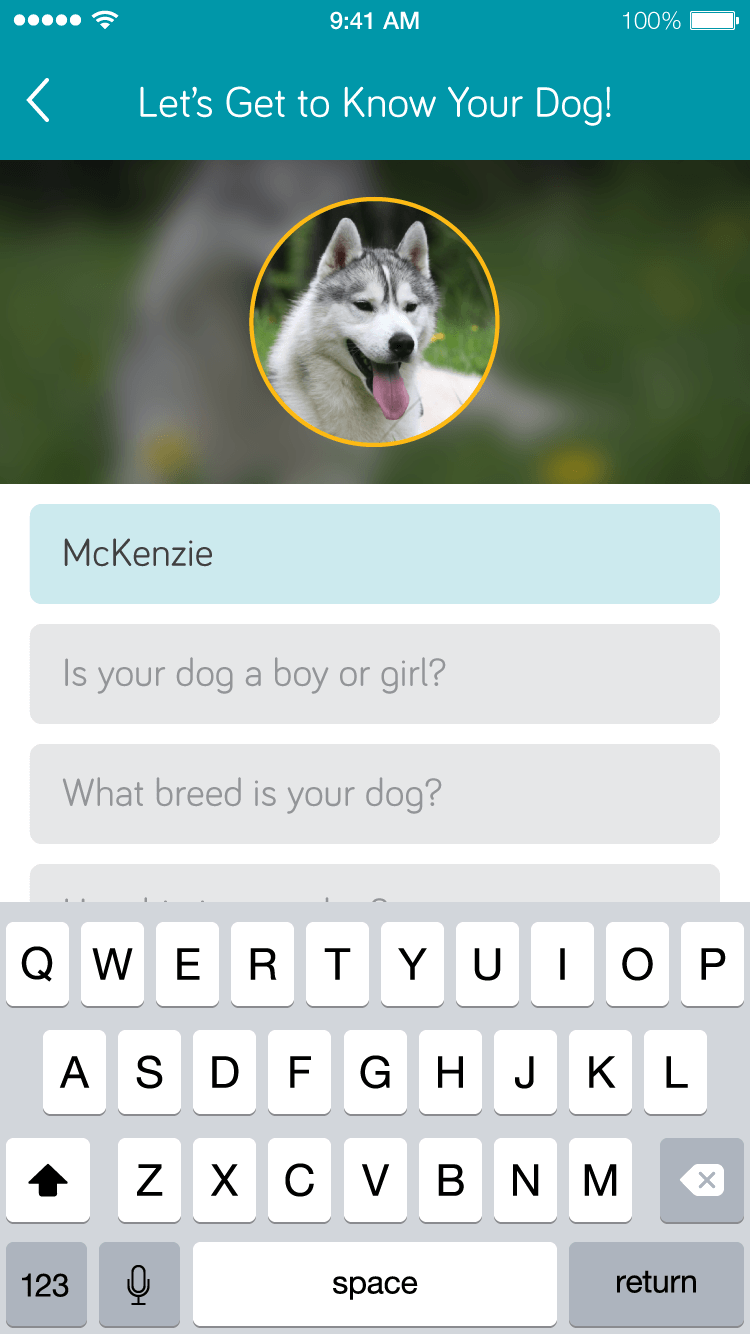 9:41 AM
100%
Let's Get to Know Your Dog!
McKenzie
Is your dog a boy or girl?
What breed is your dog?
Q W E R T Y U I O P
A S D F G H J K L
Z X C V B N M
123 space return